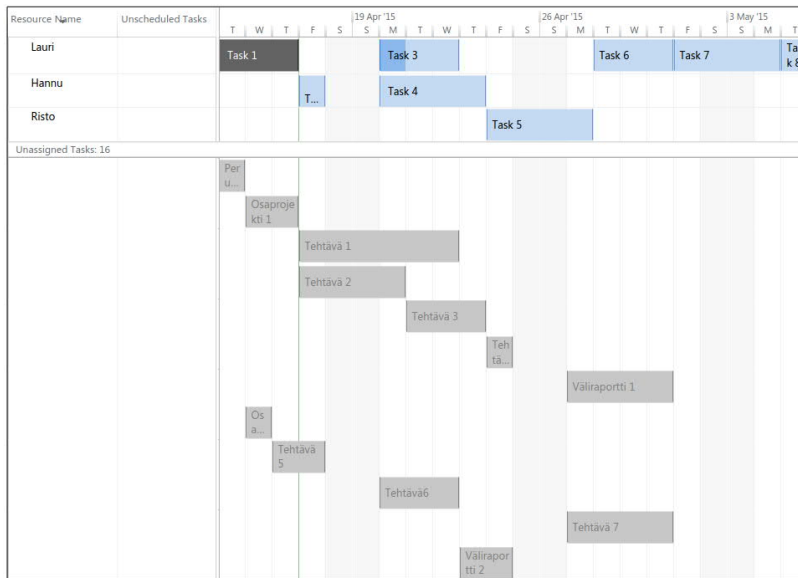 Resource Name Unscheduled Tasks 19 Apr '15 26 Apr '15 3 May '15
T W T F S S M T W T F S S M T W T F S S M T
Lauri Task 1 Task 3 Task 6 Task 7 Tas
k 8
Hannu T... Task 4
Risto Task 5
Unassigned Tasks: 16
Per
u...
Osaproje
kti 1
Tehtävä 1
Tehtävä 2
Tehtävä 3
Teh
tä...
Väliraportti 1
Os
a...
Tehtävä
5
Tehtävä6
Tehtävä 7
Välirapor
tti 2